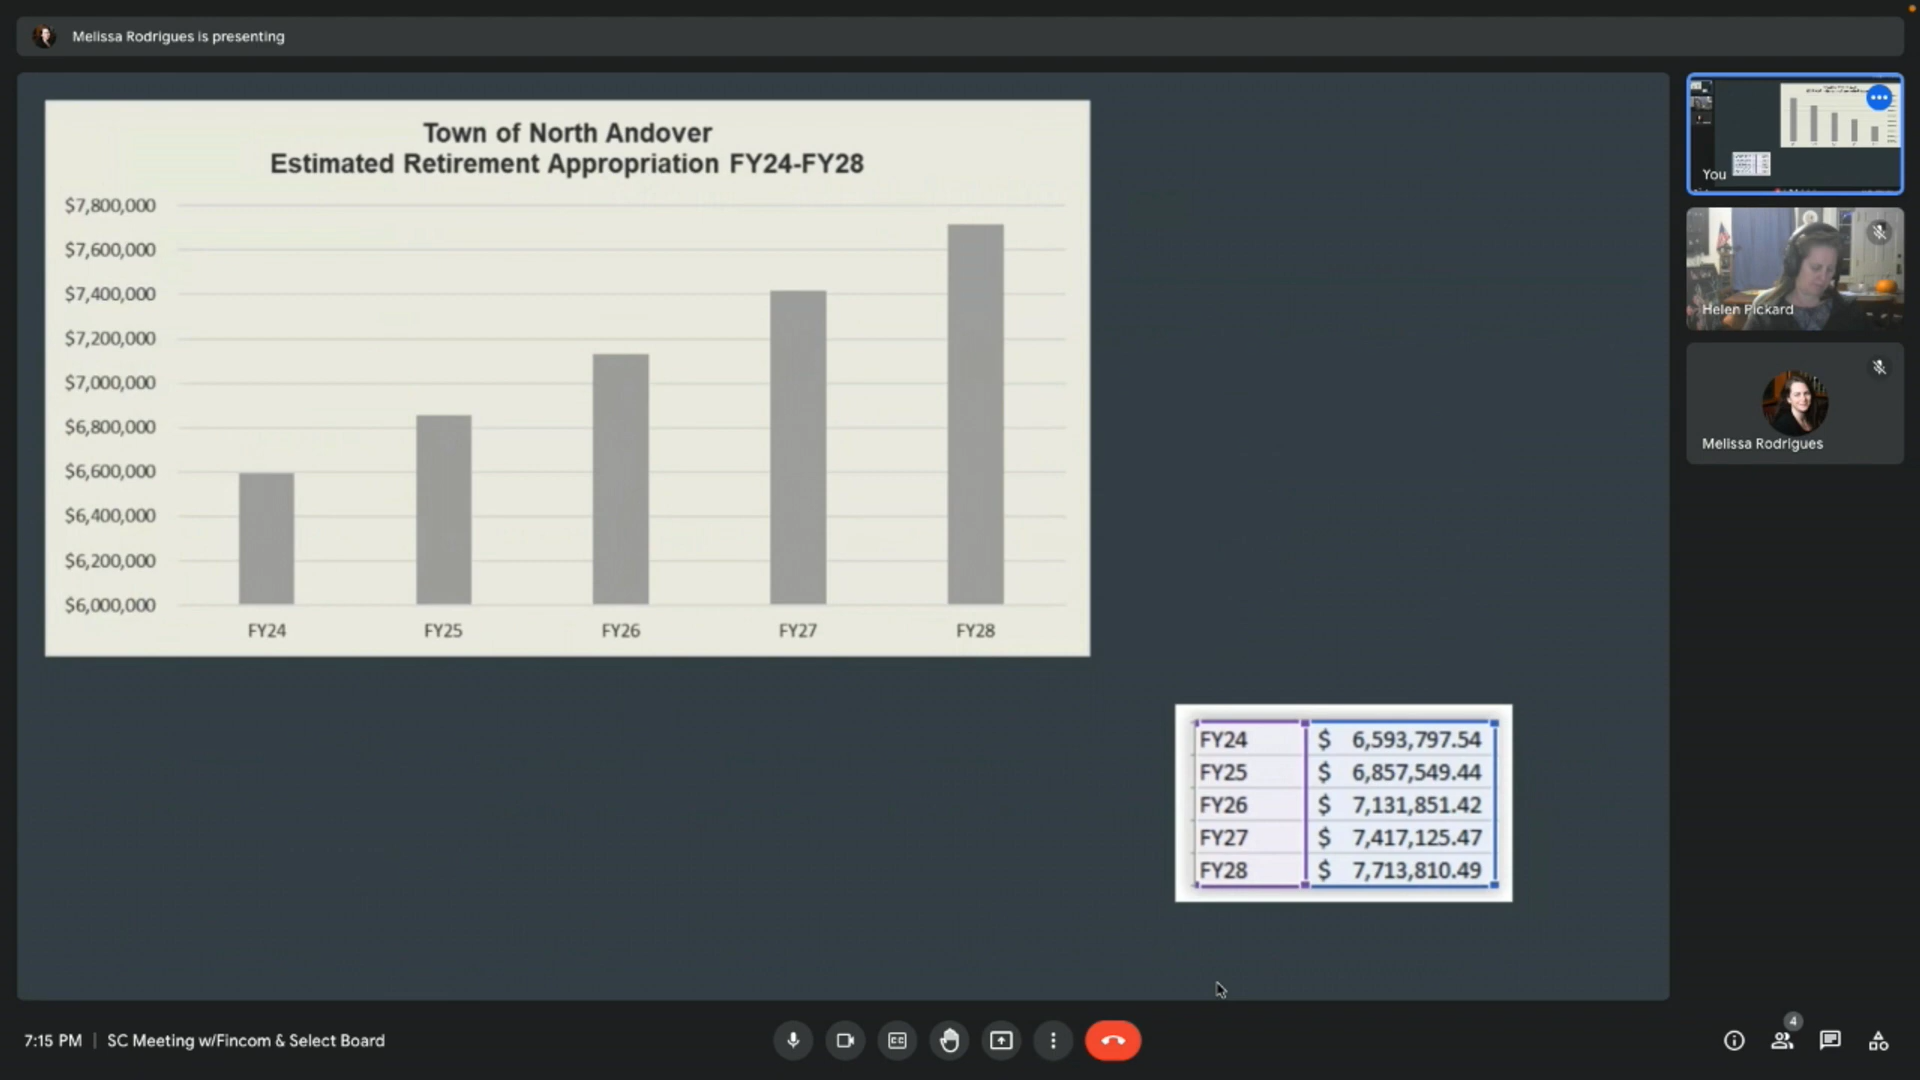 Melissa Rodrigues is presenting
Town of North Andover
Estimated Retirement Appropriation FY24-FY28
$7,800,000
$7,600,000
$7,400,000
$7,200,000
$7,000,000
$6,800,000
$6,600,000
$6,400,000
$6,200,000
$6,000,000
FY24 FY25 FY26 FY27 FY28
FY24 $ 6,593,797.54
FY25 $ 6,857,549.44
FY26 $ 7,131,851.42
FY27 $ 7,417,125.47
FY28 $ 7,713,810.49
You
Helen Pickard
Melissa Rodrigues
7:15 PM | SC Meeting w/Fincom & Select Board
CC
4